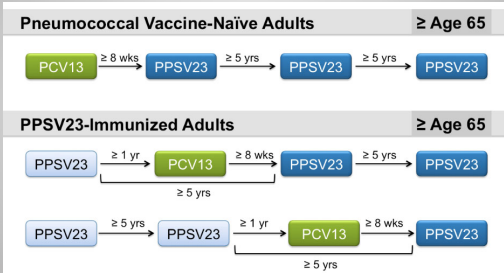 Pneumococcal Vaccine-Naïve Adults ≥ Age 65
≥ 8 wks ≥ 5 yrs ≥ 5 yrs
PCV13 PPSV23 PPSV23 PPSV23
PPSV23-Immunized Adults ≥ Age 65
≥ 1 yr ≥ 8 wks ≥ 5 yrs
PPSV23 PCV13 PPSV23 PPSV23
≥ 5 yrs
≥ 5 yrs ≥ 1 yr ≥ 8 wks
PPSV23 PPSV23 PCV13 PPSV23
≥ 5 yrs